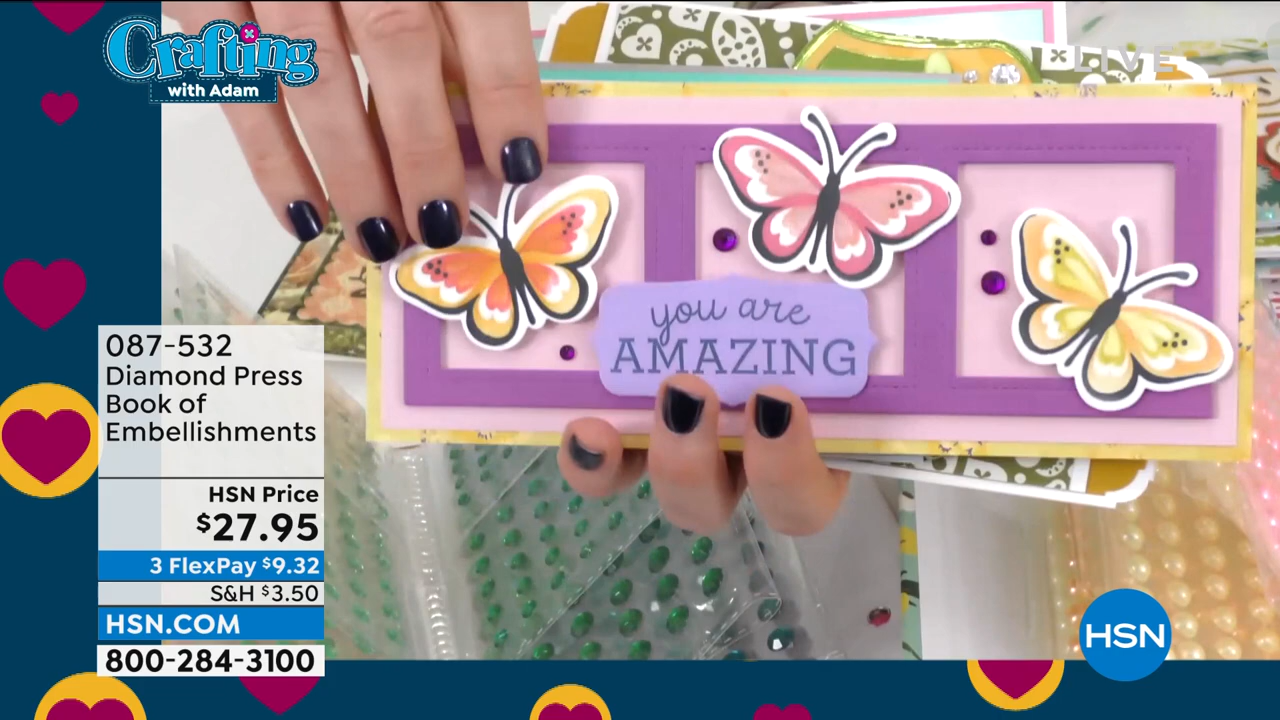 Crafting
with Adam
LIVE
you are
AMAZING
087-532
Diamond Press
Book of
Embellishments
HSN Price
$27.95
3 FlexPay $9.32
S&H $3.50
HSN.COM
800-284-3100
HSN